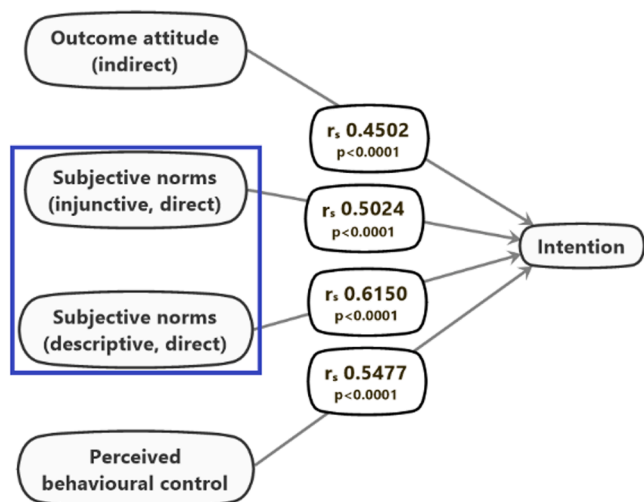 Outcome attitude
(indirect)
rₛ 0.4502
p<0.0001
Subjective norms
(injunctive, direct)
rₛ 0.5024
p<0.0001
Intention
Subjective norms
(descriptive, direct)
rₛ 0.6150
p<0.0001
rₛ 0.5477
p<0.0001
Perceived
behavioural control